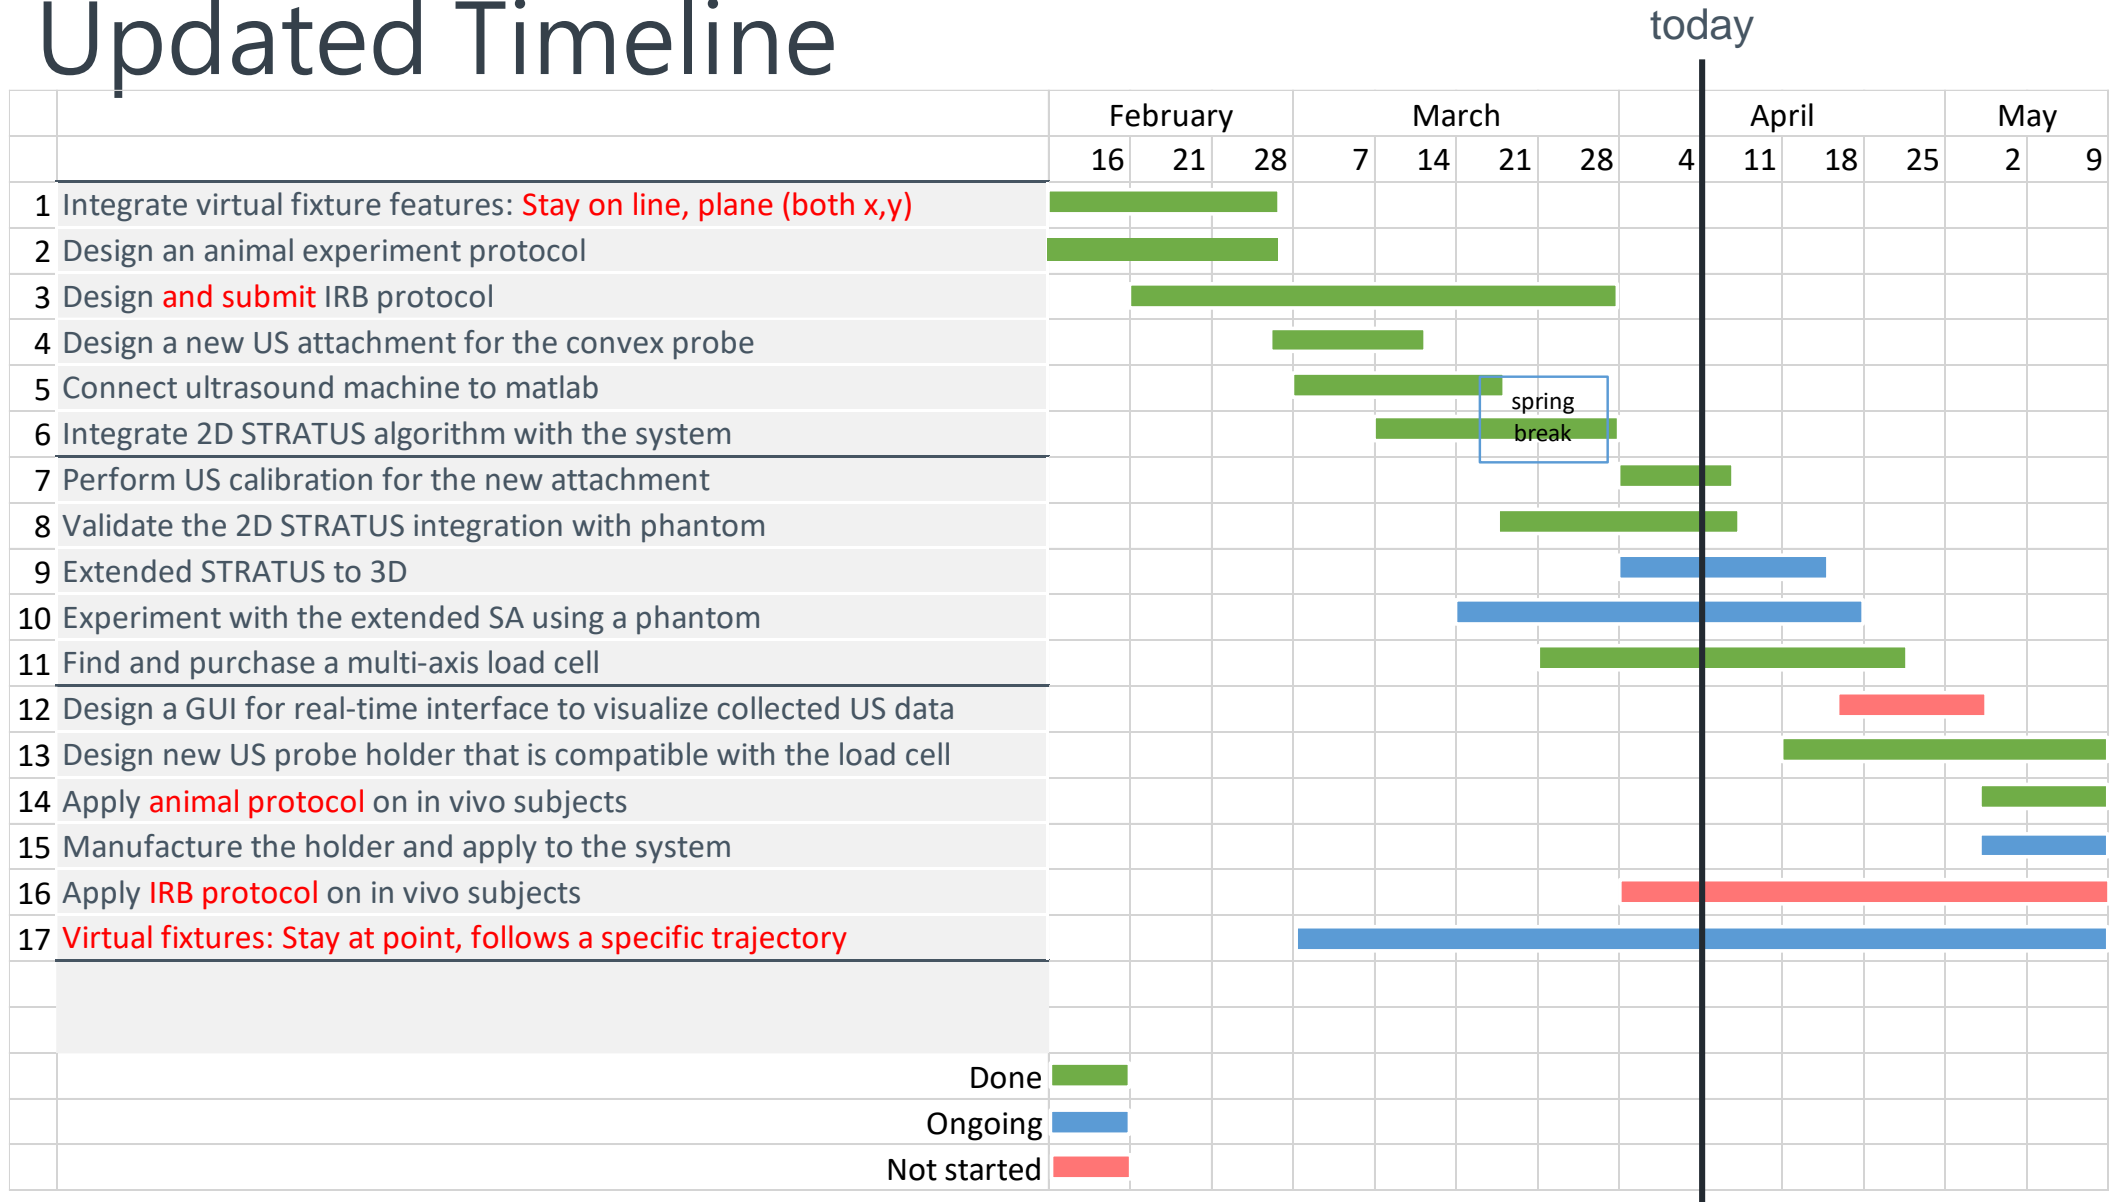 Updated Timeline
today
February March April May
16 21 28 7 14 21 28 4 11 18 25 2 9
1 Integrate virtual fixture features: Stay on line, plane (both x,y)
2 Design an animal experiment protocol
3 Design and submit IRB protocol
4 Design a new US attachment for the convex probe
5 Connect ultrasound machine to matlab
spring
6 Integrate 2D STRATUS algorithm with the system
break
7 Perform US calibration for the new attachment
8 Validate the 2D STRATUS integration with phantom
9 Extended STRATUS to 3D
10 Experiment with the extended SA using a phantom
11 Find and purchase a multi-axis load cell
12 Design a GUI for real-time interface to visualize collected US data
13 Design new US probe holder that is compatible with the load cell
14 Apply animal protocol on in vivo subjects
15 Manufacture the holder and apply to the system
16 Apply IRB protocol on in vivo subjects
17 Virtual fixtures: Stay at point, follows a specific trajectory
Done
Ongoing
Not started